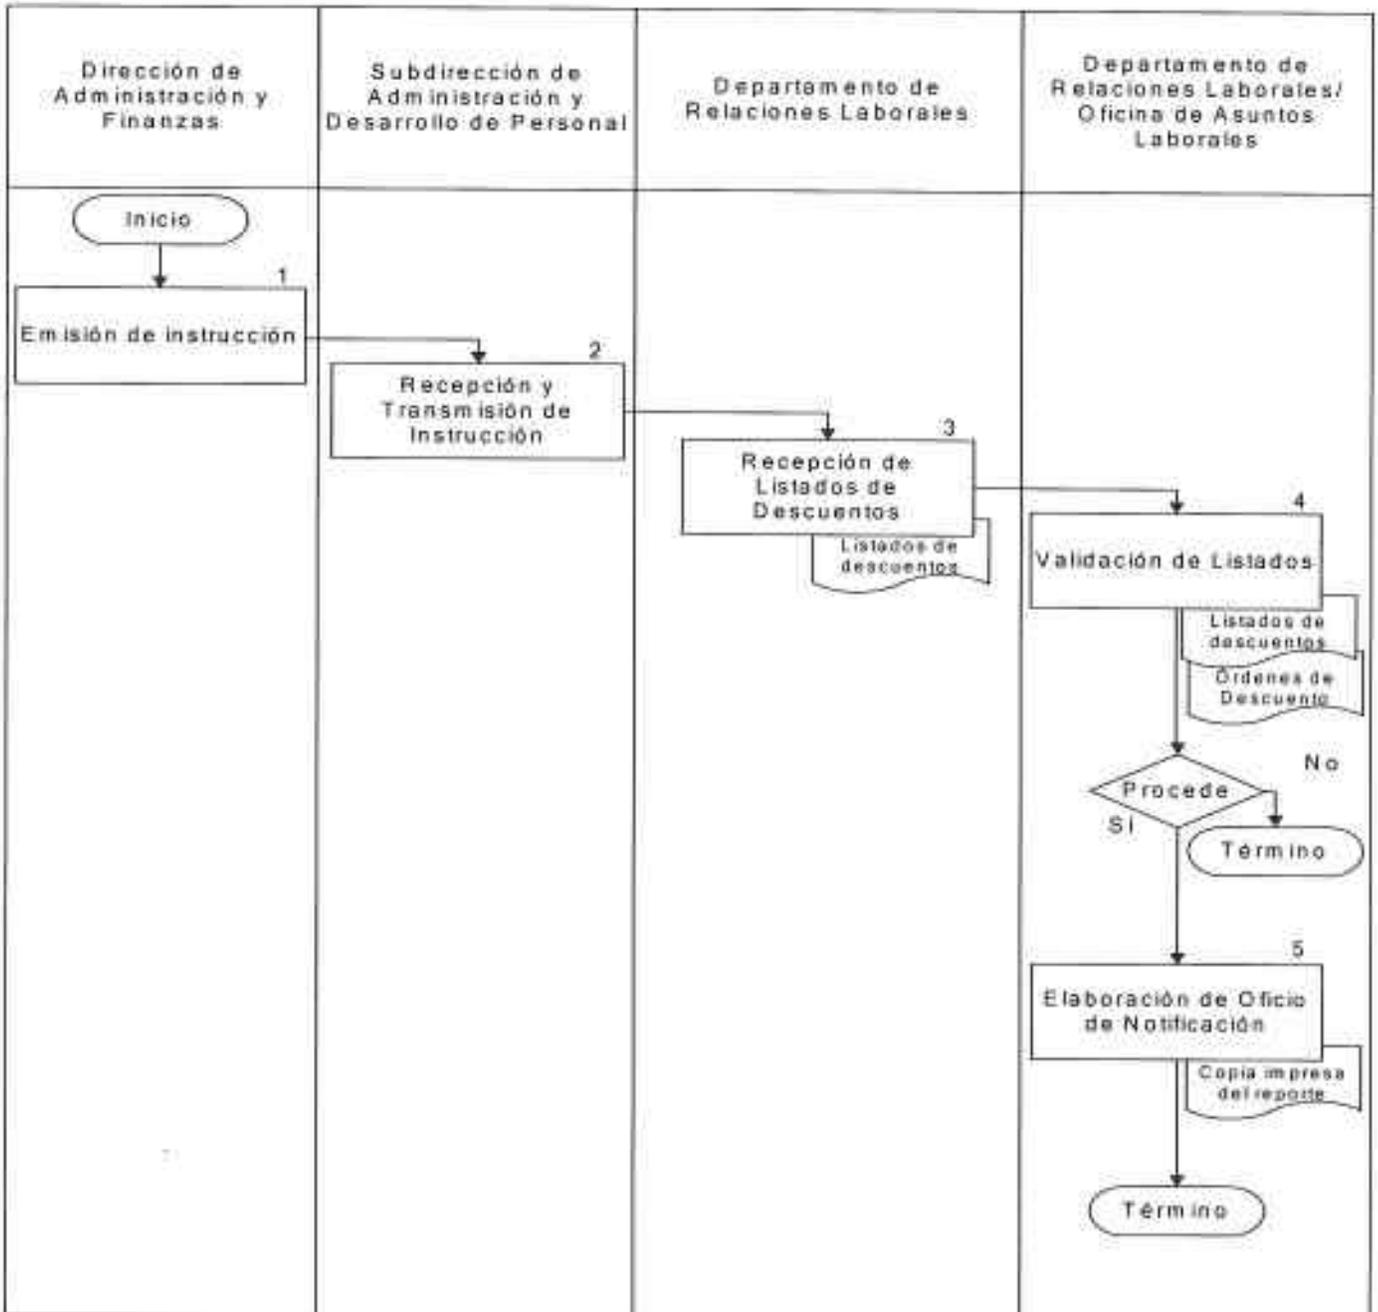 Dirección de
Administración y
Finanzas
Subdirección de
Administración y
Desarrollo de Personal
Departamento de
Relaciones Laborales
Departamento de
Relaciones Laborales/
Oficina de Asuntos
Laborales
Inicio
1
Emisión de instrucción
2
Recepción y
Transmisión de
Instrucción
3
Recepción de
Listados de
Descuentos
Listados de
descuentos
4
Validación de Listados
Listados de
descuentos
Órdenes de
Descuento
Procede
No
Sí
Término
5
Elaboración de Oficio
de Notificación
Copia impresa
del reporte
Término